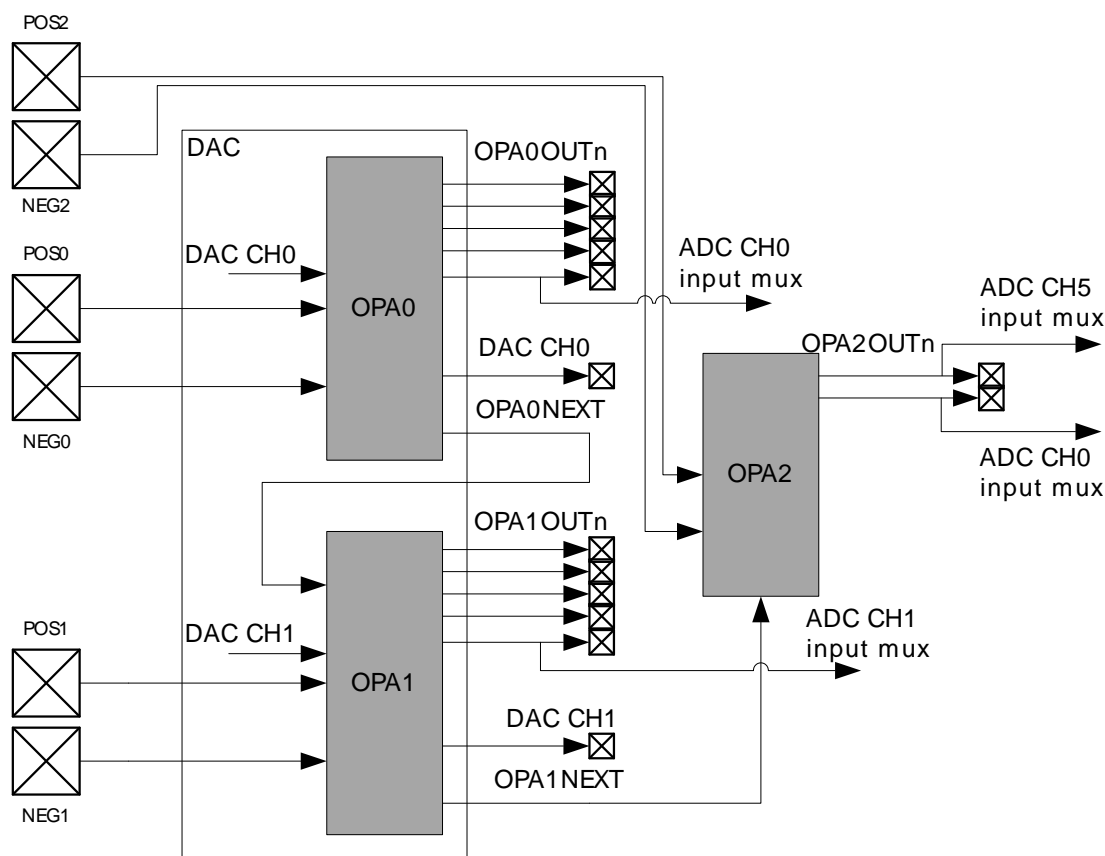 POS2
NEG2
DAC
OPA0OUTn
POS0
DAC CH0
OPA0
ADC CH0
input mux
NEG0
DAC CH0
OPA0NEXT
ADC CH5
input mux
OPA2OUTn
OPA2
ADC CH0
input mux
OPA1OUTn
POS1
DAC CH1
OPA1
ADC CH1
input mux
NEG1
DAC CH1
OPA1NEXT